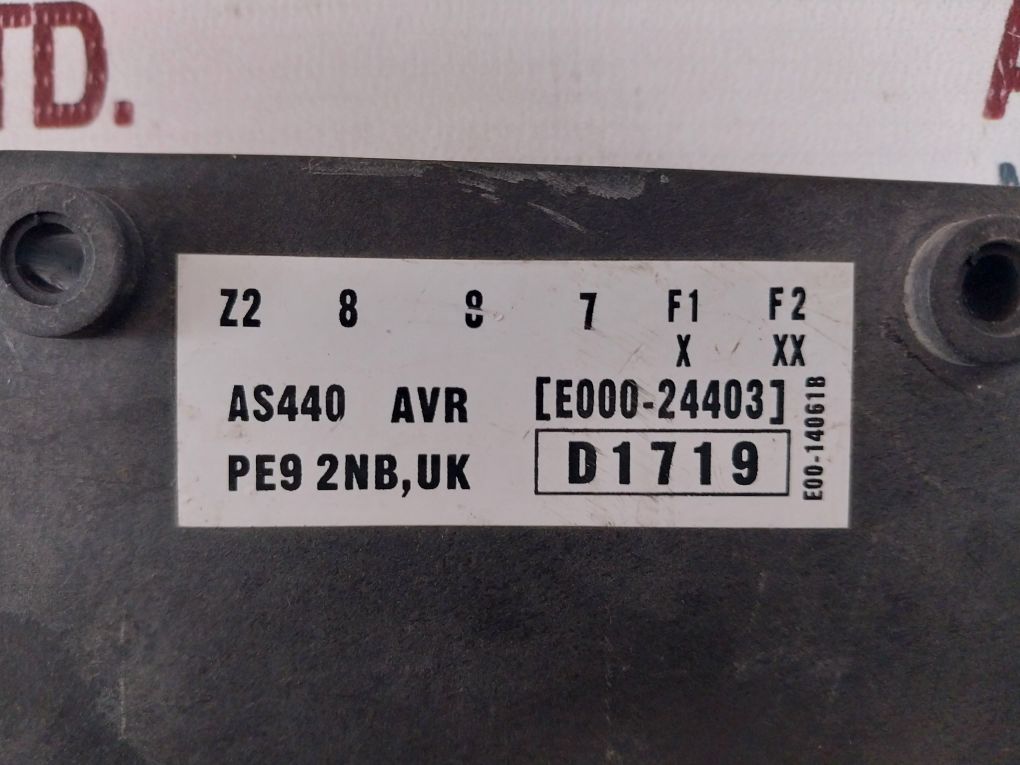 TD.
Z2 8 9 7 F1 F2
X XX
AS440 AVR [E000-24403]
PE9 2NB,UK D1719
E00-14061B